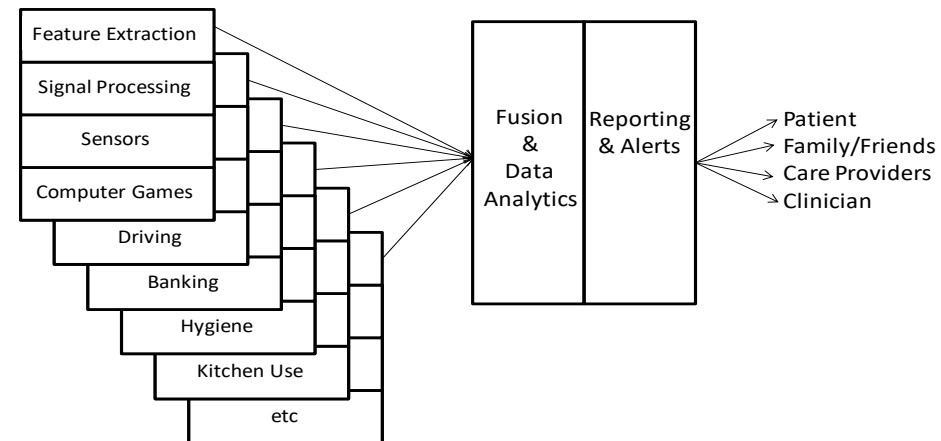 Feature Extraction
Signal Processing
Sensors
Computer Games
Driving
Banking
Hygiene
Kitchen Use
etc
Fusion
&
Data
Analytics
Reporting
& Alerts
Patient
Family/Friends
Care Providers
Clinician